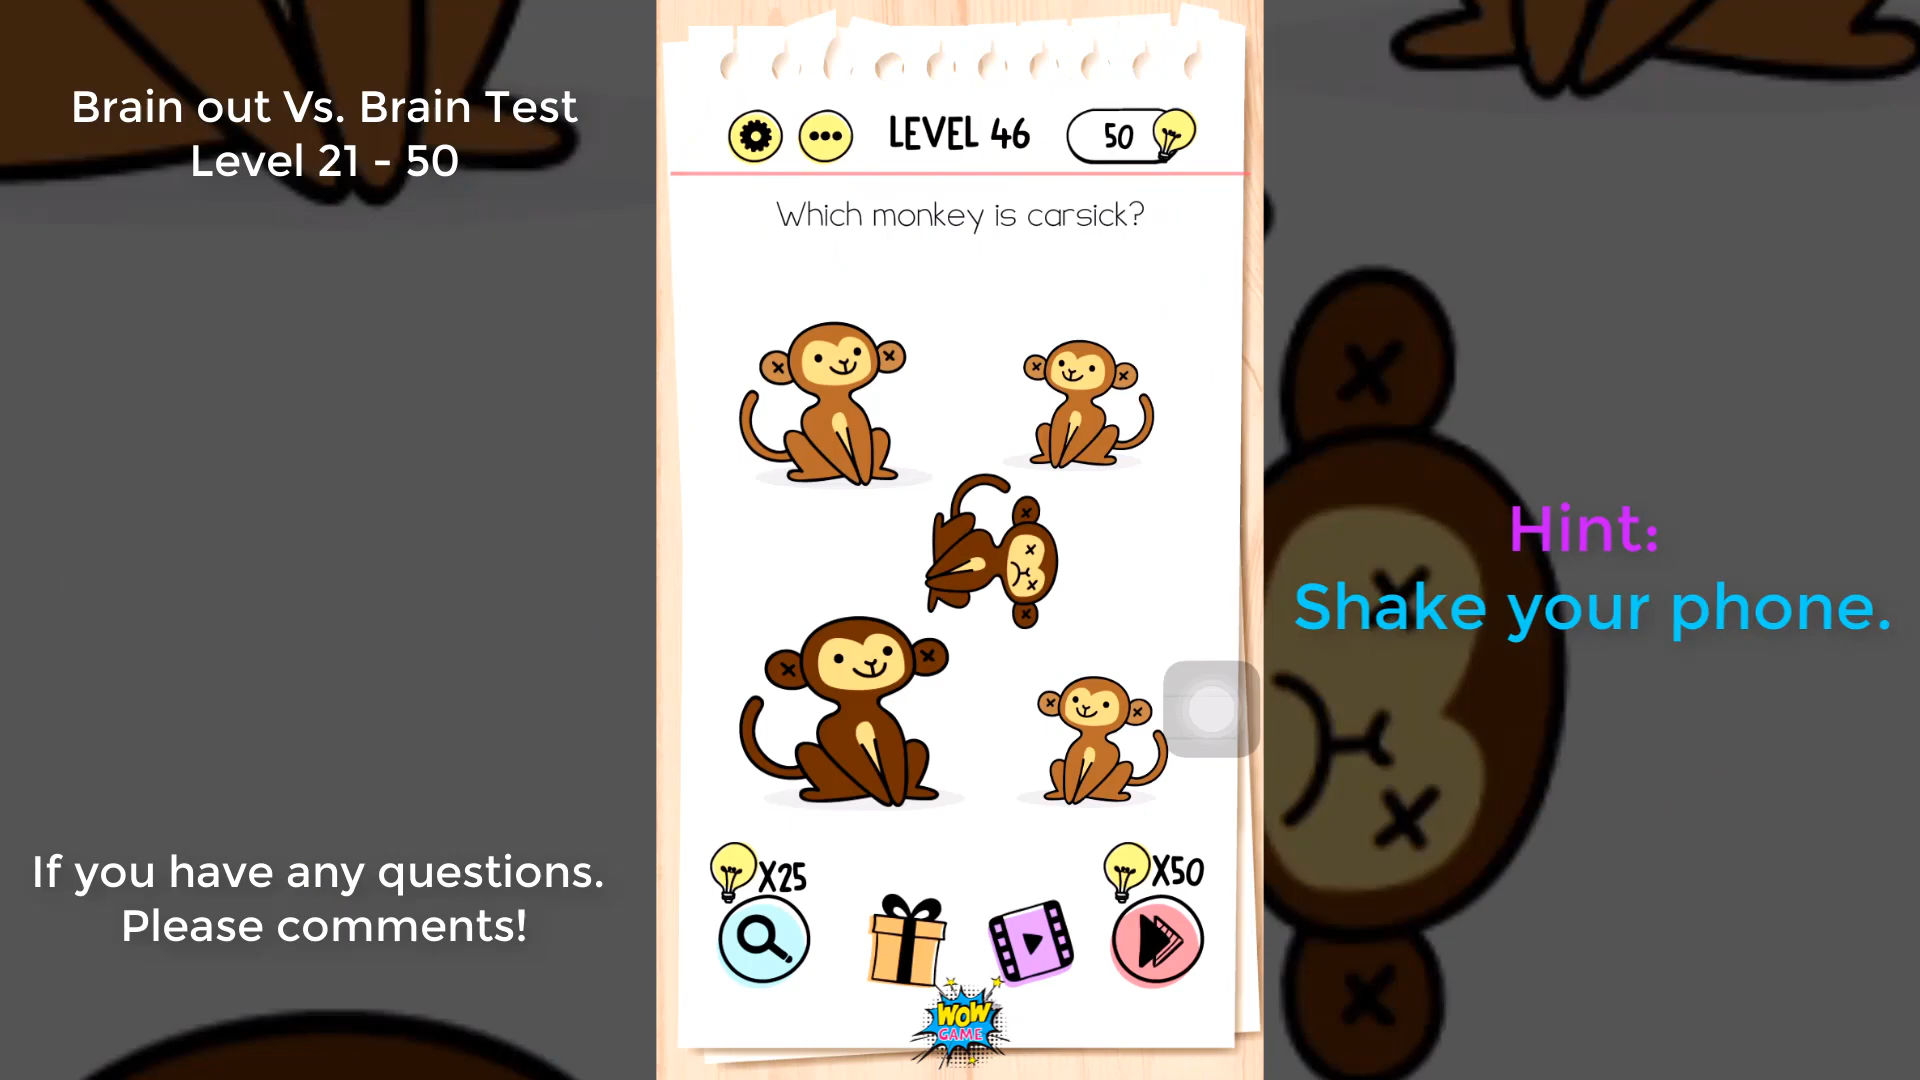 Brain out Vs. Brain Test
Level 21 - 50
LEVEL 46
50
Which monkey is carsick?
Hint:
Shake your phone.
If you have any questions.
Please comments!
X25
X50
WOW
GAME